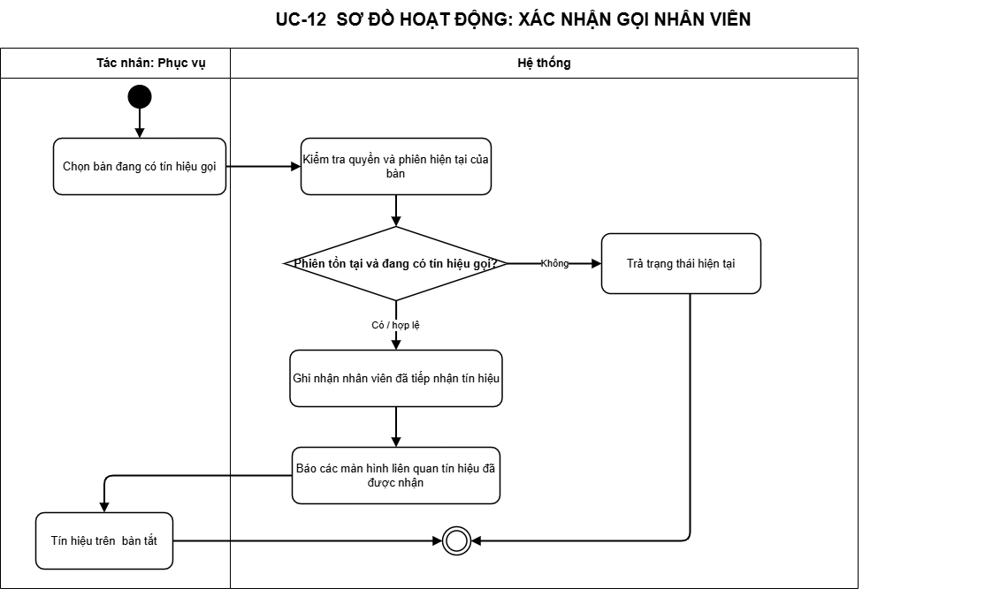 UC-12  SƠ ĐỒ HOẠT ĐỘNG: XÁC NHẬN GỌI NHÂN VIÊN
Tác nhân: Phục vụ
Hệ thống
Chọn bàn đang có tín hiệu gọi
Kiểm tra quyền và phiên hiện tại của
bàn
Phiên tồn tại và đang có tín hiệu gọi?
Không
Trả trạng thái hiện tại
Có / hợp lệ
Ghi nhận nhân viên đã tiếp nhận tín hiệu
Báo các màn hình liên quan tín hiệu đã
được nhận
Tín hiệu trên  bàn tắt